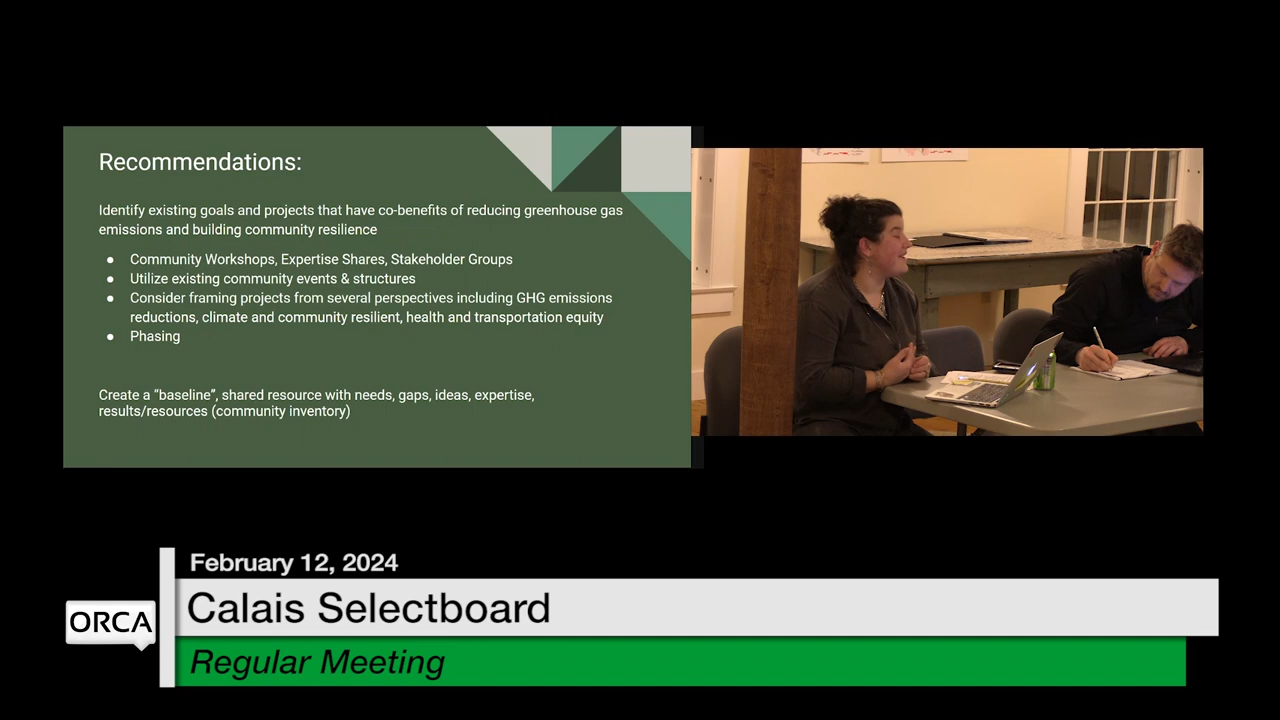 Recommendations:
Identify existing goals and projects that have co-benefits of reducing greenhouse gas
emissions and building community resilience
● Community Workshops, Expertise Shares, Stakeholder Groups
● Utilize existing community events & structures
● Consider framing projects from several perspectives including GHG emissions
reductions, climate and community resilient, health and transportation equity
● Phasing
Create a “baseline”, shared resource with needs, gaps, ideas, expertise,
results/resources (community inventory)
February 12, 2024
Calais Selectboard
ORCA
Regular Meeting